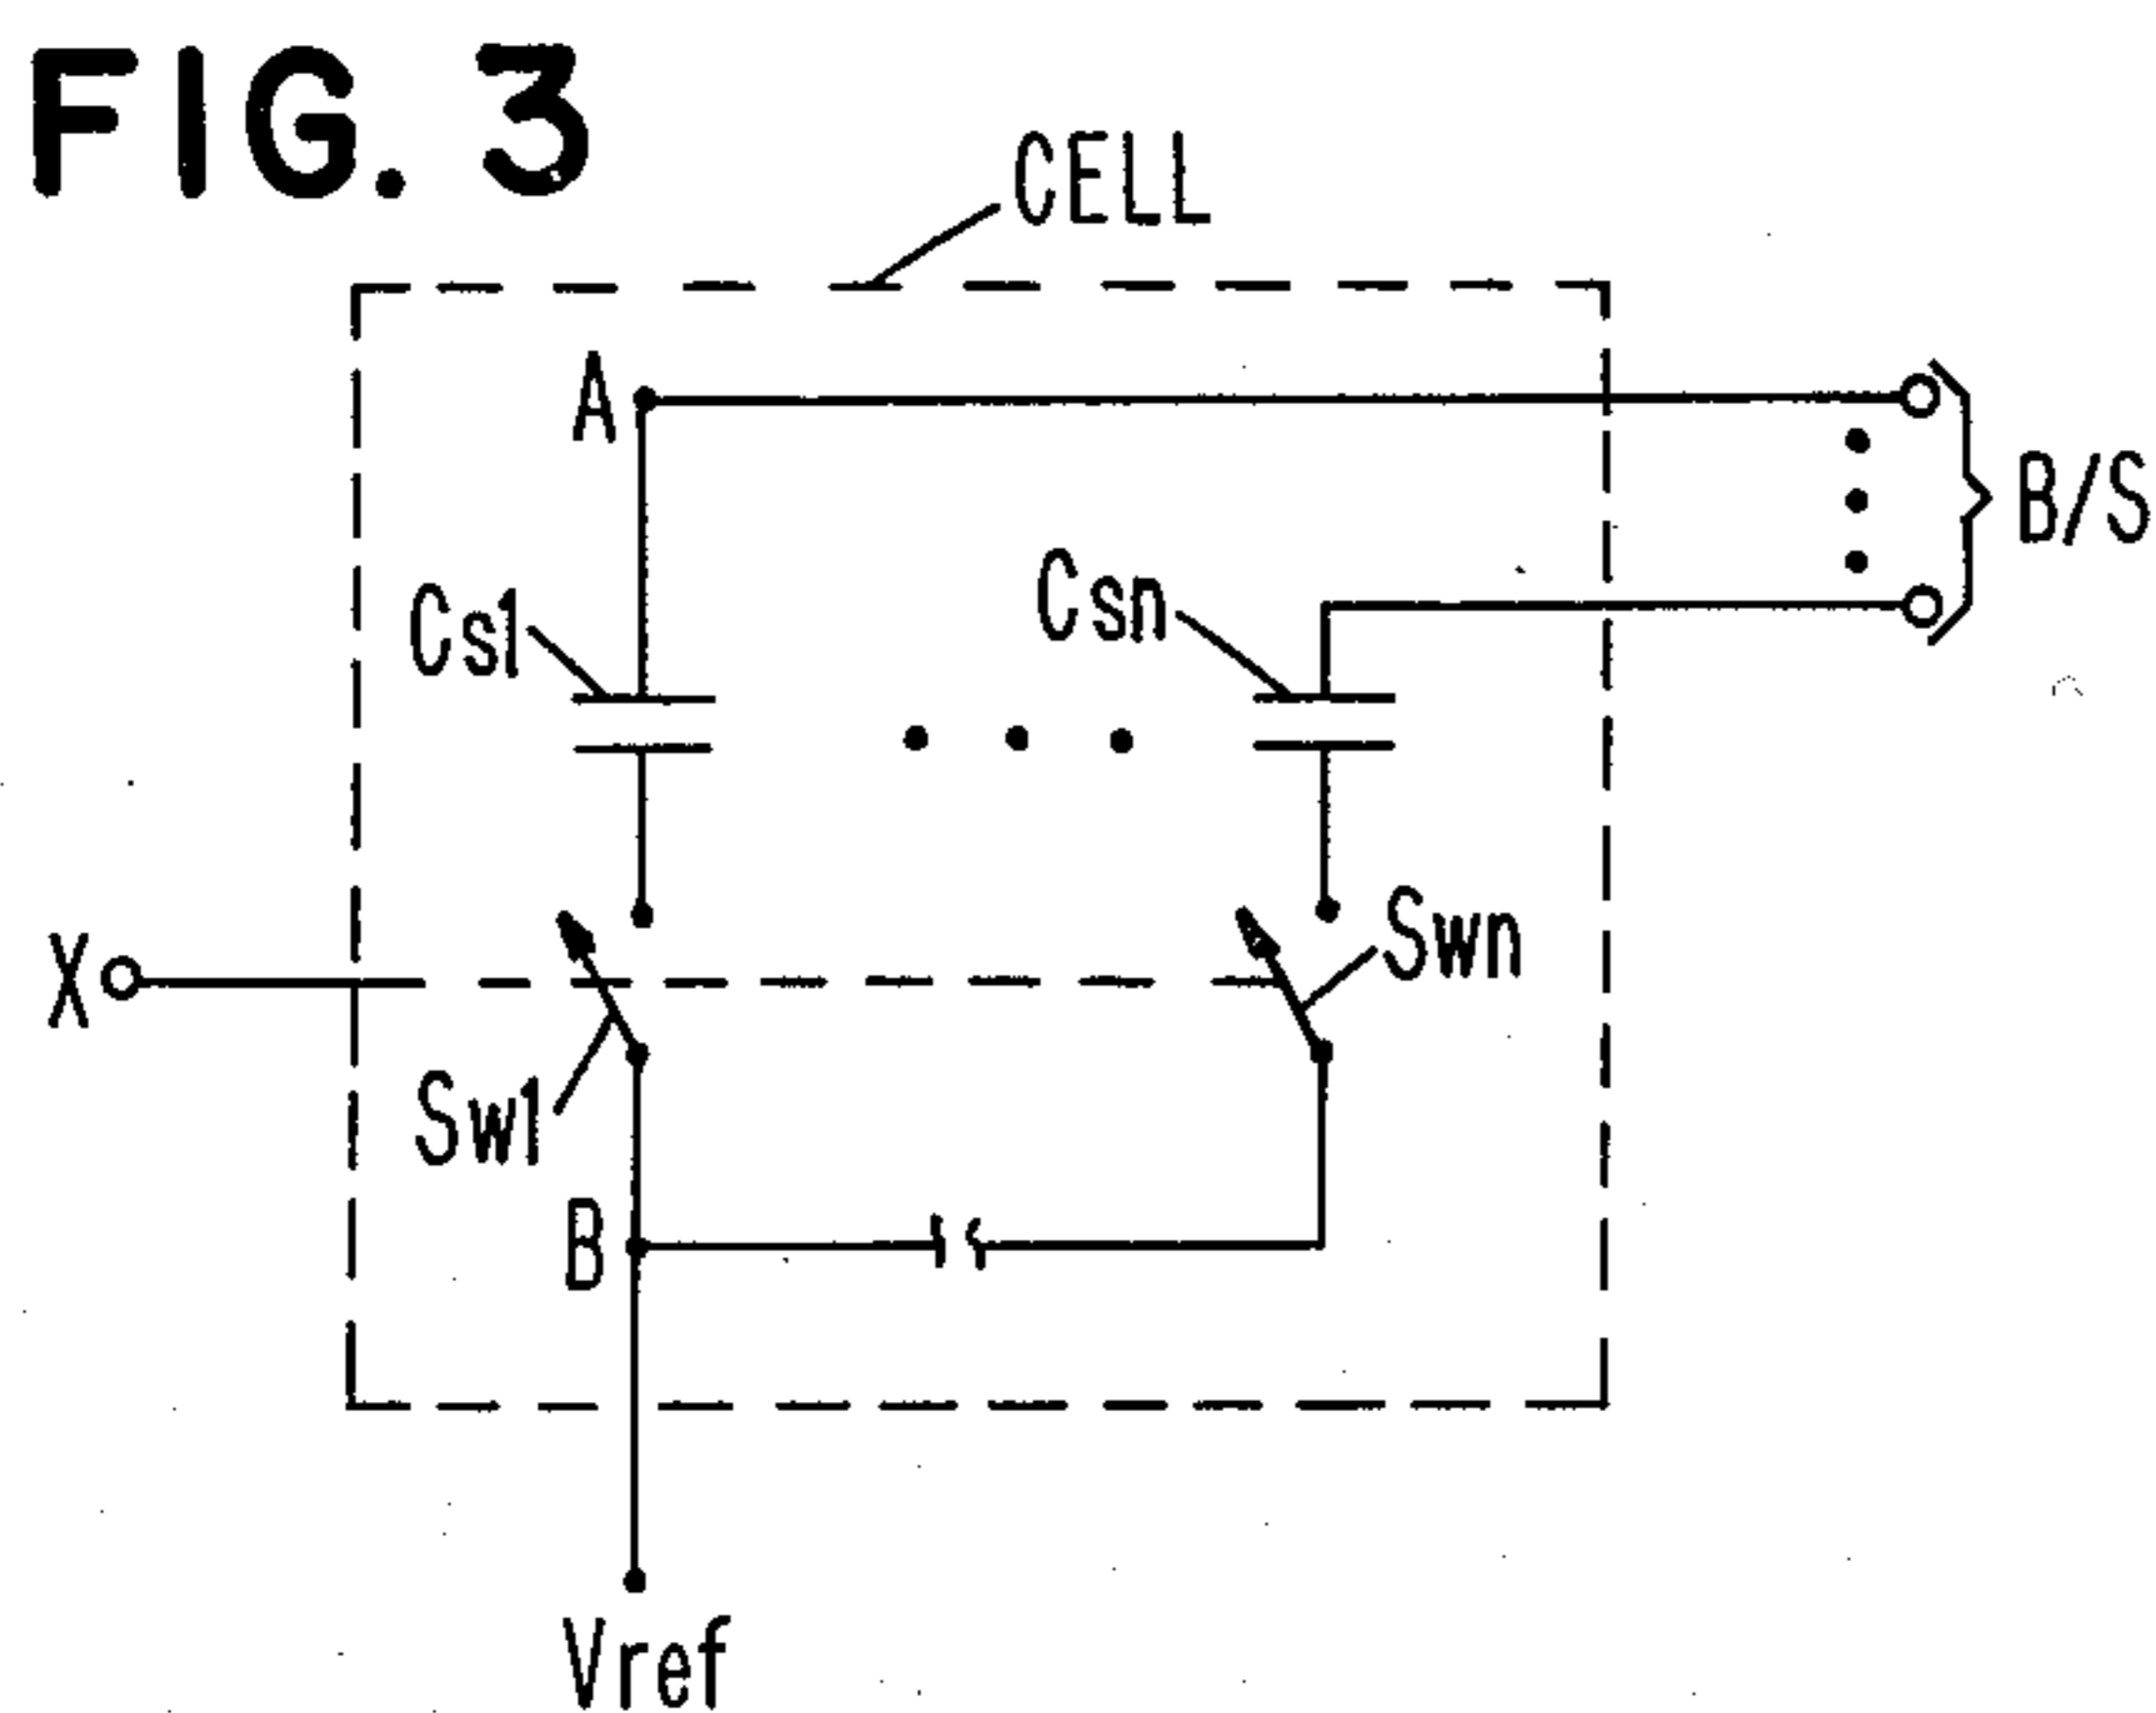 FIG. 3
CELL
A
B/S
Cs1
Csn
X
Swn
Sw1
B
Vref